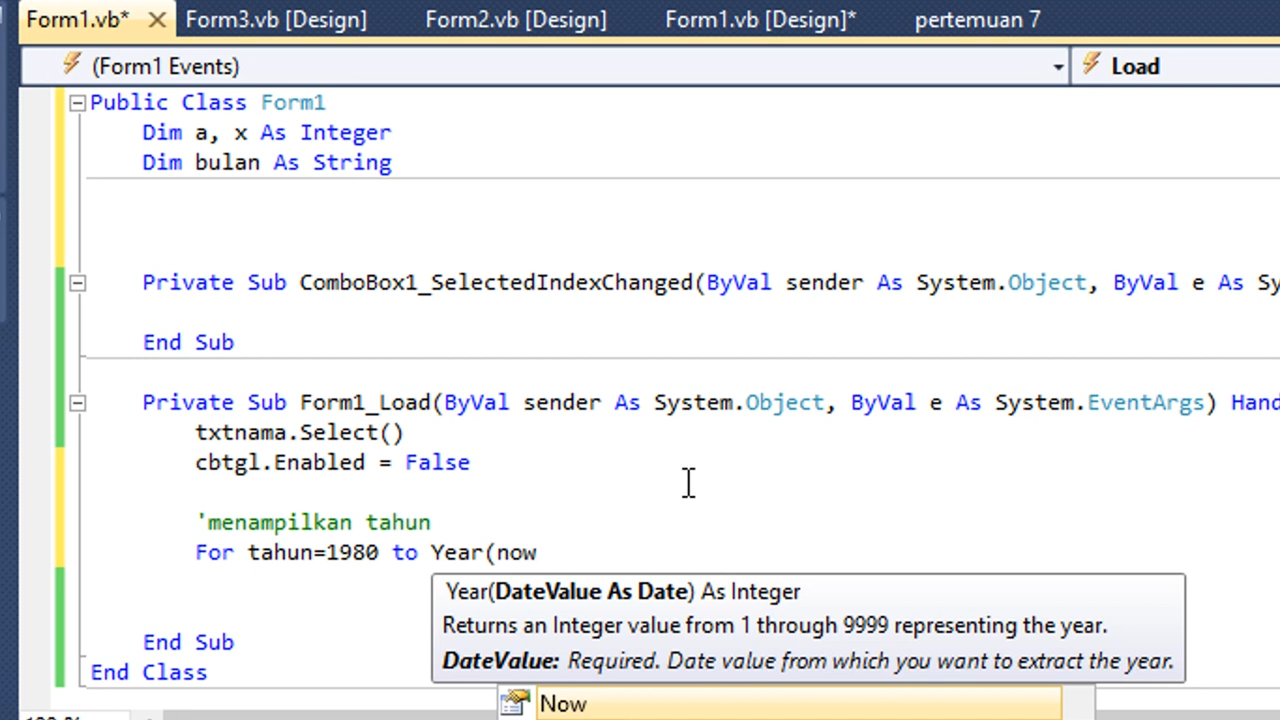 Form1.vb* Form3.vb [Design] Form2.vb [Design] Form1.vb [Design]* pertemuan 7
(Form1 Events) Load
Public Class Form1
Dim a, x As Integer
Dim bulan As String
Private Sub ComboBox1_SelectedIndexChanged(ByVal sender As System.Object, ByVal e As Sy
End Sub
Private Sub Form1_Load(ByVal sender As System.Object, ByVal e As System.EventArgs) Hand
txtnama.Select()
cbtgl.Enabled = False
'menampilkan tahun
For tahun=1980 to Year(now
Year(DateValue As Date) As Integer
Returns an Integer value from 1 through 9999 representing the year.
DateValue: Required. Date value from which you want to extract the year.
End Sub
End Class
Now